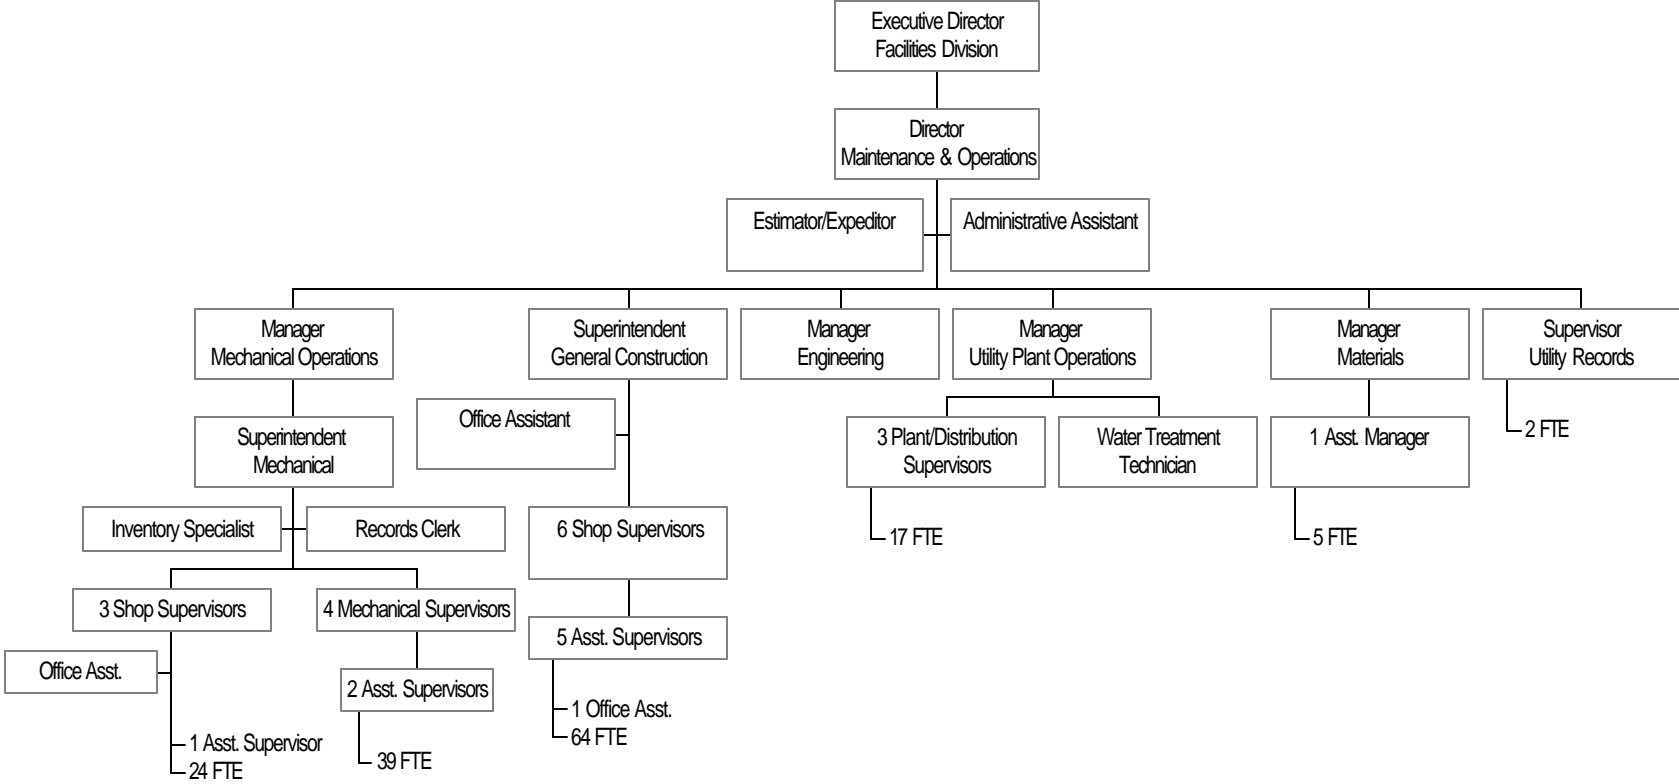 Executive Director
Facilities Division
Director
Maintenance & Operations
Estimator/Expeditor
Administrative Assistant
Manager
Mechanical Operations
Superintendent
General Construction
Manager
Engineering
Manager
Utility Plant Operations
Manager
Materials
Supervisor
Utility Records
Office Assistant
Superintendent
Mechanical
3 Plant/Distribution
Supervisors
Water Treatment
Technician
1 Asst. Manager
2 FTE
Inventory Specialist
Records Clerk
6 Shop Supervisors
17 FTE
5 FTE
3 Shop Supervisors
4 Mechanical Supervisors
5 Asst. Supervisors
Office Asst.
2 Asst. Supervisors
1 Office Asst.
64 FTE
1 Asst. Supervisor
24 FTE
39 FTE